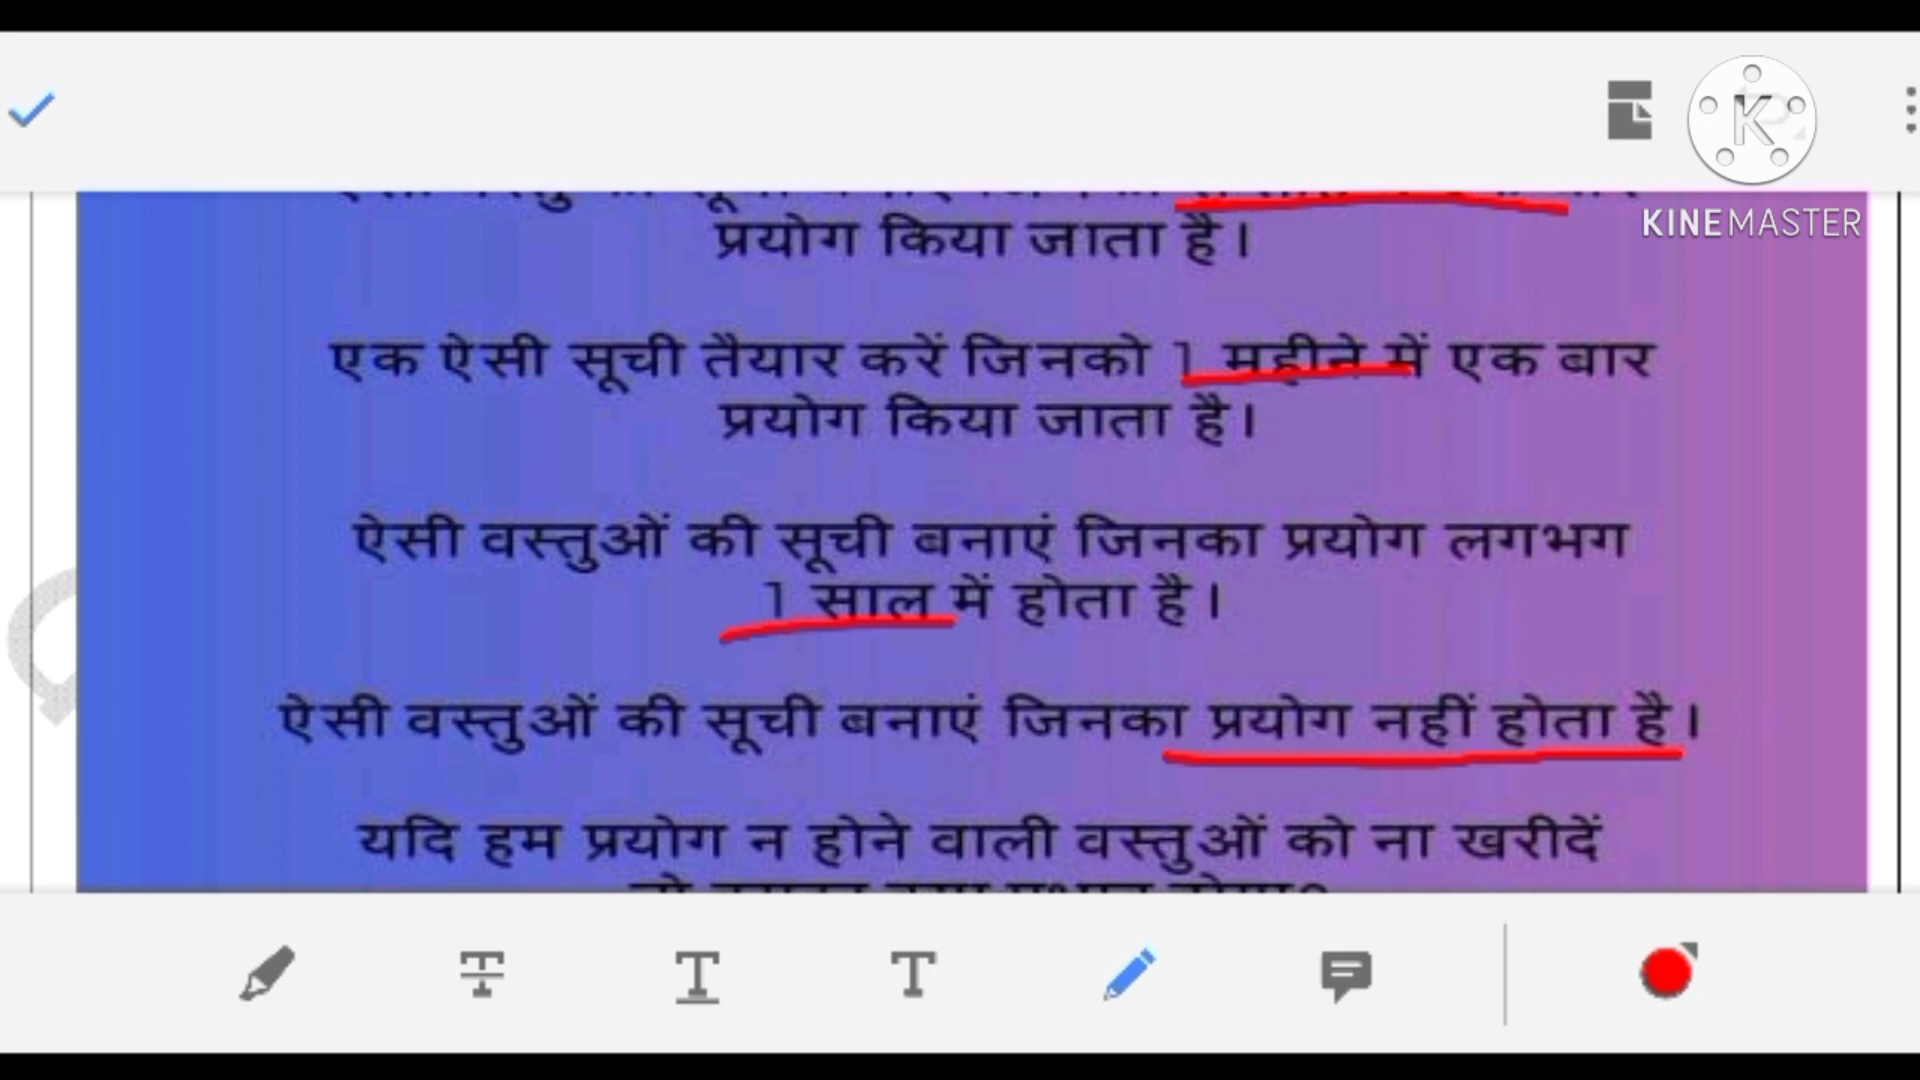 प्रयोग किया जाता है।
एक ऐसी सूची तैयार करें जिनको 1 महीने में एक बार
प्रयोग किया जाता है।
ऐसी वस्तुओं की सूची बनाएं जिनका प्रयोग लगभग
1 साल में होता है।
ऐसी वस्तुओं की सूची बनाएं जिनका प्रयोग नहीं होता है।
यदि हम प्रयोग न होने वाली वस्तुओं को ना खरीदें
K
KINEMASTER